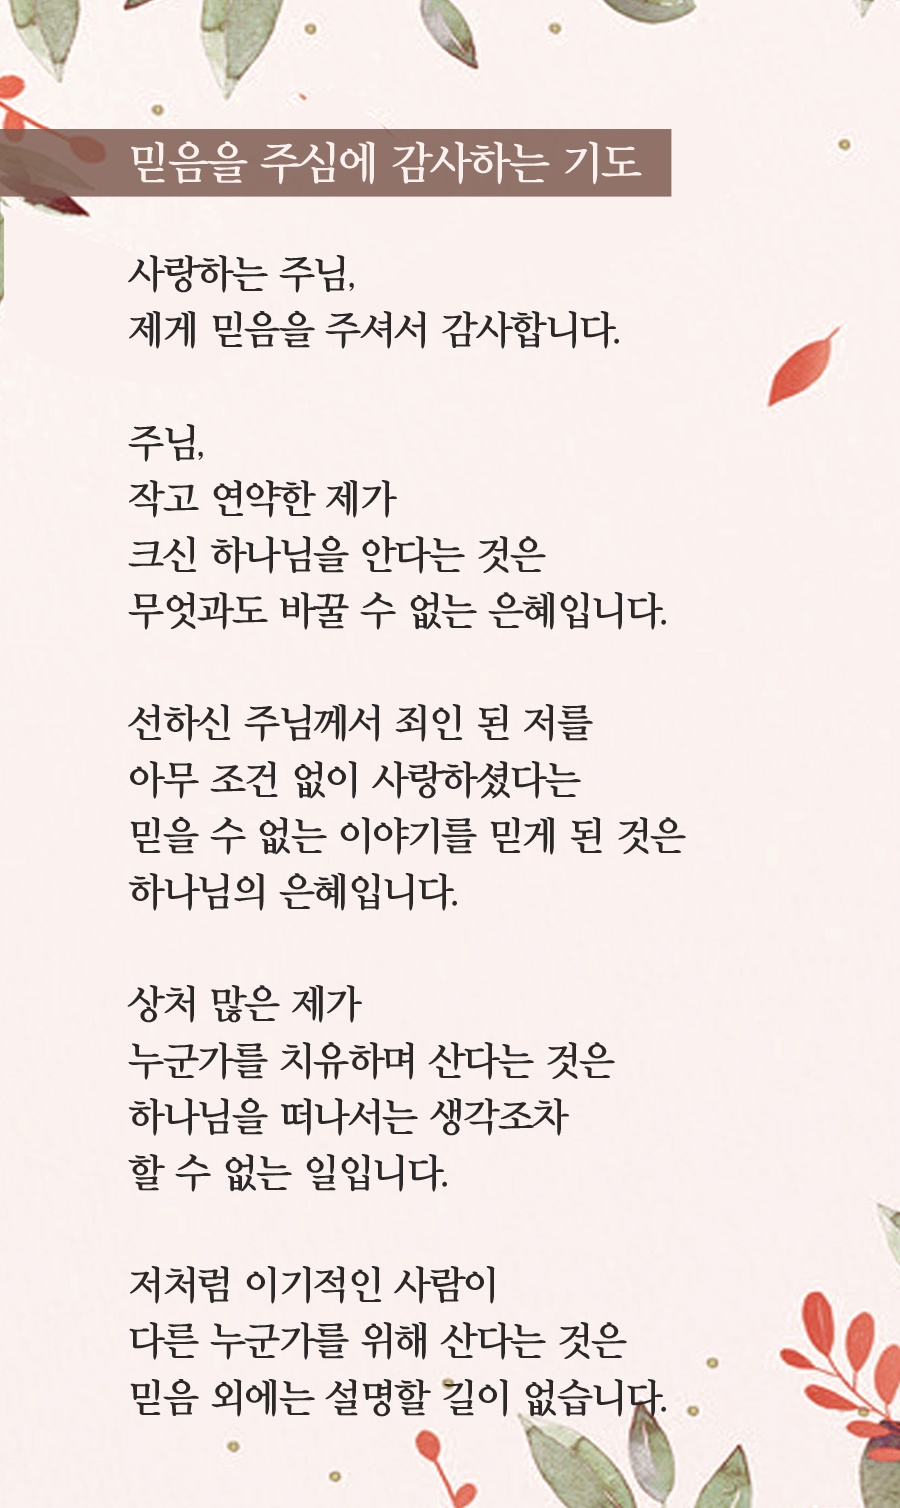 믿음을 주심에 감사하는 기도
사랑하는 주님,
제게 믿음을 주셔서 감사합니다.
주님,
작고 연약한 제가
크신 하나님을 안다는 것은
무엇과도 바꿀 수 없는 은혜입니다.
선하신 주님께서 죄인 된 저를
아무 조건 없이 사랑하셨다는
믿을 수 없는 이야기를 믿게 된 것은
하나님의 은혜입니다.
상처 많은 제가
누군가를 치유하며 산다는 것은
하나님을 떠나서는 생각조차
할 수 없는 일입니다.
저처럼 이기적인 사람이
다른 누군가를 위해 산다는 것은
믿음 외에는 설명할 길이 없습니다.